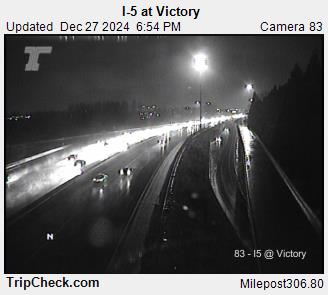 I-5 at Victory
Updated Dec 27 2024 6:54 PM Camera 83
T
N
83 - I5 @ Victory
TripCheck.com Milepost306.80